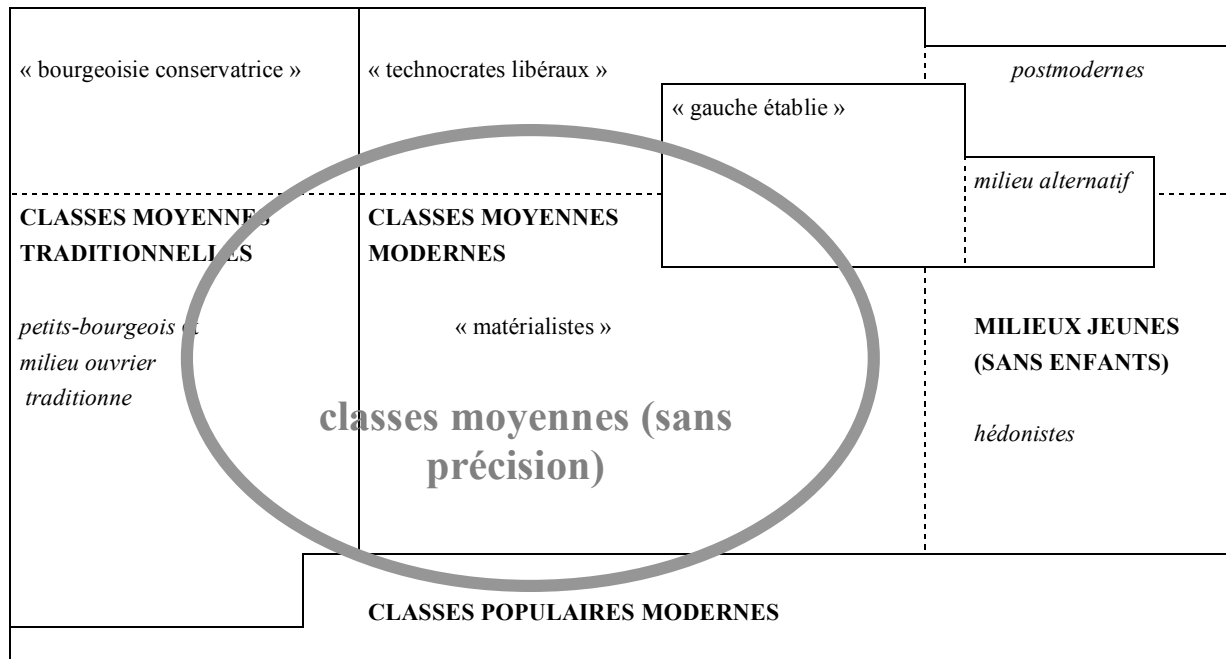 « bourgeoisie conservatrice »
« technocrates libéraux »
postmodernes
« gauche établie »
milieu alternatif
CLASSES MOYENNES
TRADITIONNELLES
CLASSES MOYENNES
MODERNES
petits-bourgeois et
milieu ouvrier
traditionne
« matérialistes »
MILIEUX JEUNES
(SANS ENFANTS)
hédonistes
classes moyennes (sans
précision)
CLASSES POPULAIRES MODERNES